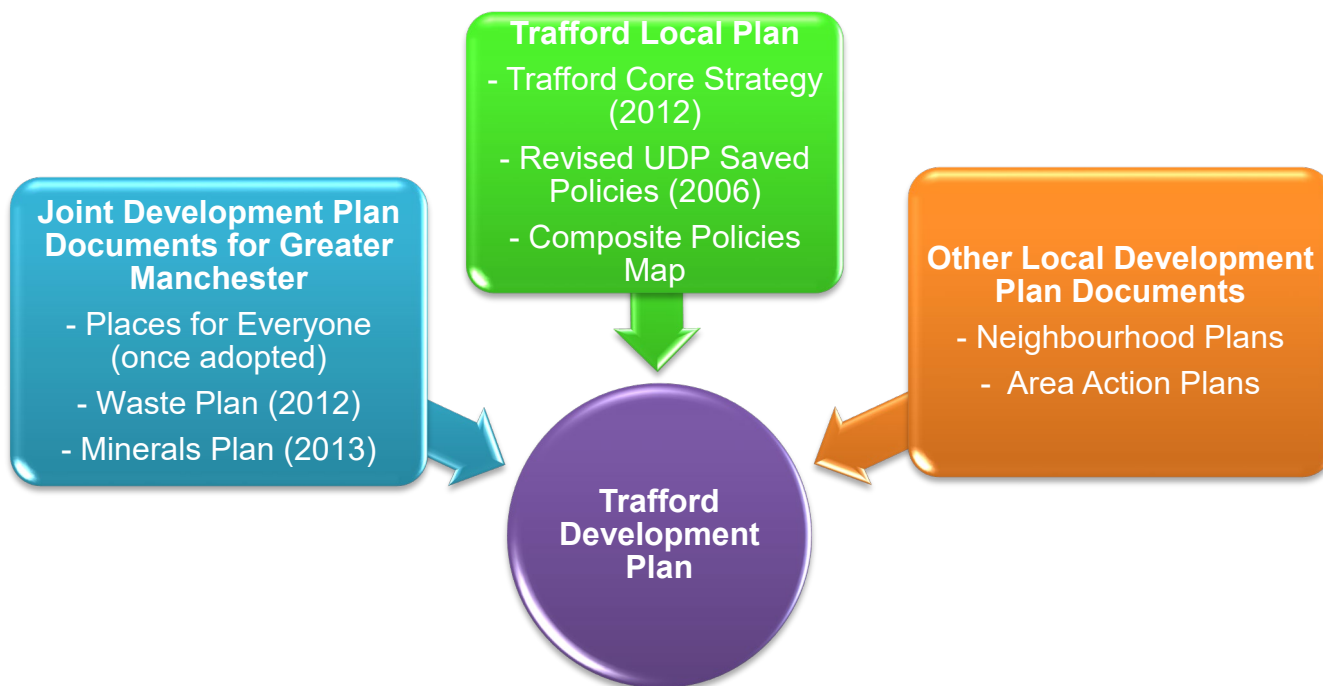 Trafford Local Plan
- Trafford Core Strategy
(2012)
- Revised UDP Saved
Policies (2006)
- Composite Policies
Map
Joint Development Plan
Documents for Greater
Manchester
- Places for Everyone
(once adopted)
- Waste Plan (2012)
- Minerals Plan (2013)
Other Local Development
Plan Documents
- Neighbourhood Plans
- Area Action Plans
Trafford
Development
Plan